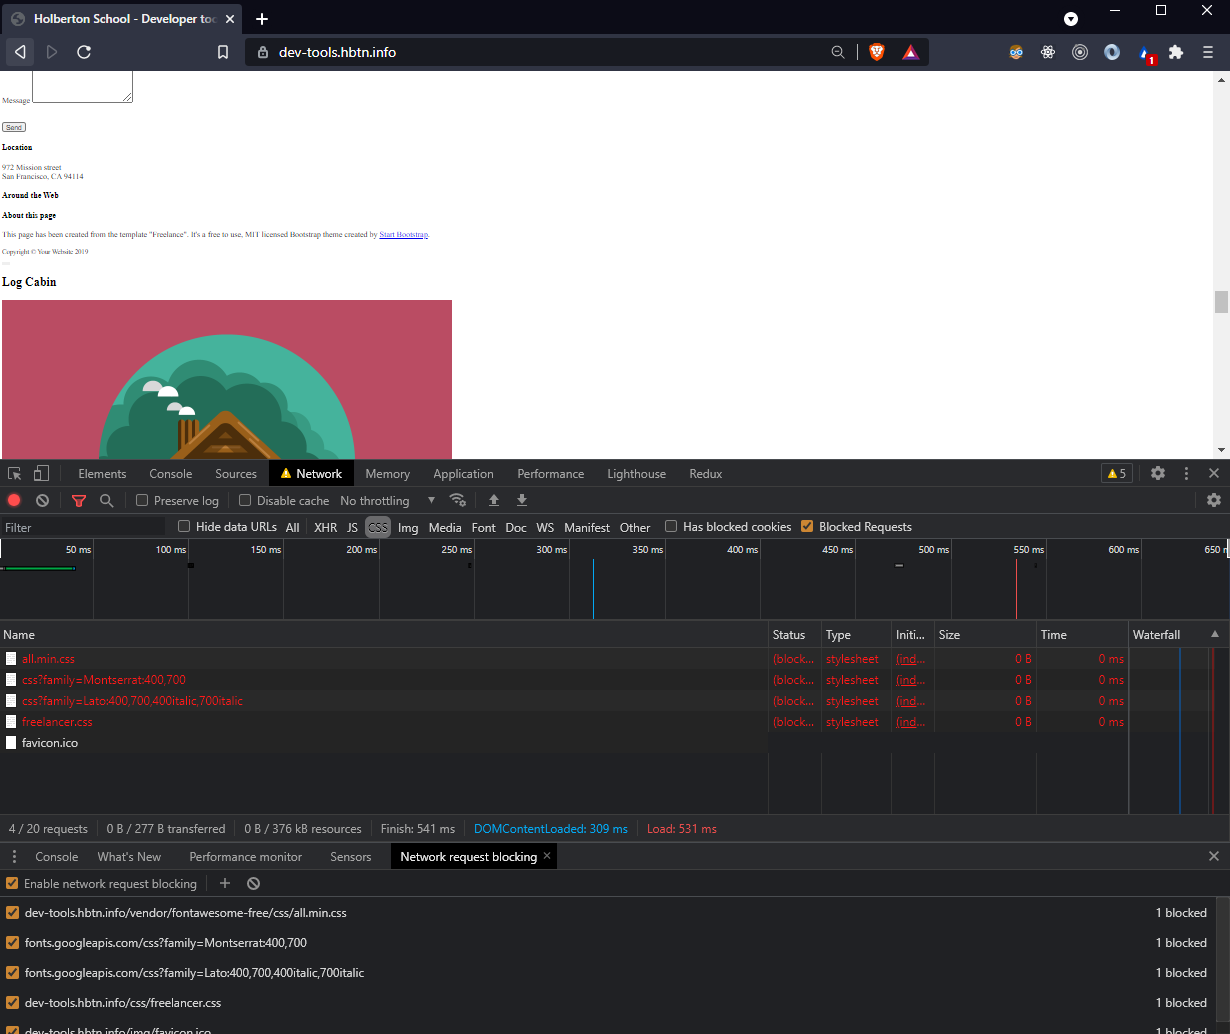 Holberton School - Developer too
dev-tools.hbtn.info
1
Message
Send
Location
972 Mission street
San Francisco, CA 94114
Around the Web
About this page
This page has been created from the template "Freelance". It's a free to use, MIT licensed Bootstrap theme created by Start Bootstrap.
Copyright © Your Website 2019
Log Cabin
Elements Console Sources Network Memory Application Performance Lighthouse Redux 5
Preserve log Disable cache No throttling
Filter Hide data URLs All XHR JS CSS Img Media Font Doc WS Manifest Other Has blocked cookies Blocked Requests
50 ms 100 ms 150 ms 200 ms 250 ms 300 ms 350 ms 400 ms 450 ms 500 ms 550 ms 600 ms 650 m
Name Status Type Initi... Size Time Waterfall
all.min.css (block... stylesheet (ind... 0 B 0 ms
css?family=Montserrat:400,700 (block... stylesheet (ind... 0 B 0 ms
css?family=Lato:400,700,400italic,700italic (block... stylesheet (ind... 0 B 0 ms
freelancer.css (block... stylesheet (ind... 0 B 0 ms
favicon.ico
4 / 20 requests 0 B / 277 B transferred 0 B / 376 kB resources Finish: 541 ms DOMContentLoaded: 309 ms Load: 531 ms
Console What's New Performance monitor Sensors Network request blocking
Enable network request blocking
dev-tools.hbtn.info/vendor/fontawesome-free/css/all.min.css 1 blocked
fonts.googleapis.com/css?family=Montserrat:400,700 1 blocked
fonts.googleapis.com/css?family=Lato:400,700,400italic,700italic 1 blocked
dev-tools.hbtn.info/css/freelancer.css 1 blocked
dev-tools.hbtn.info/img/favicon.ico